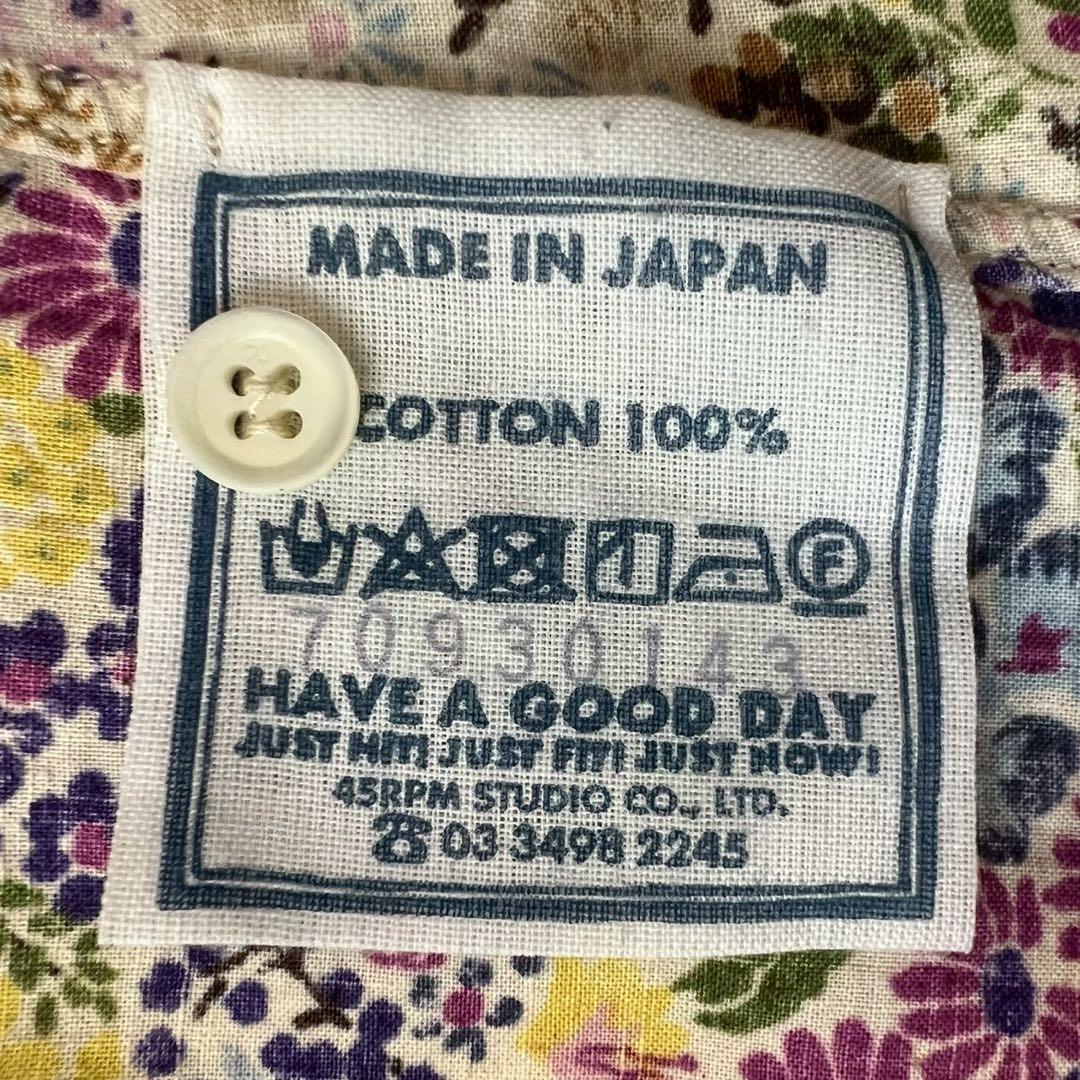 MADE IN JAPAN
COTTON 100%
F
70930143
HAVE A GOOD DAY
JUST HIT! JUST FIT! JUST NOW!
45RPM STUDIO CO., LTD.
☎ 03 3498 2245